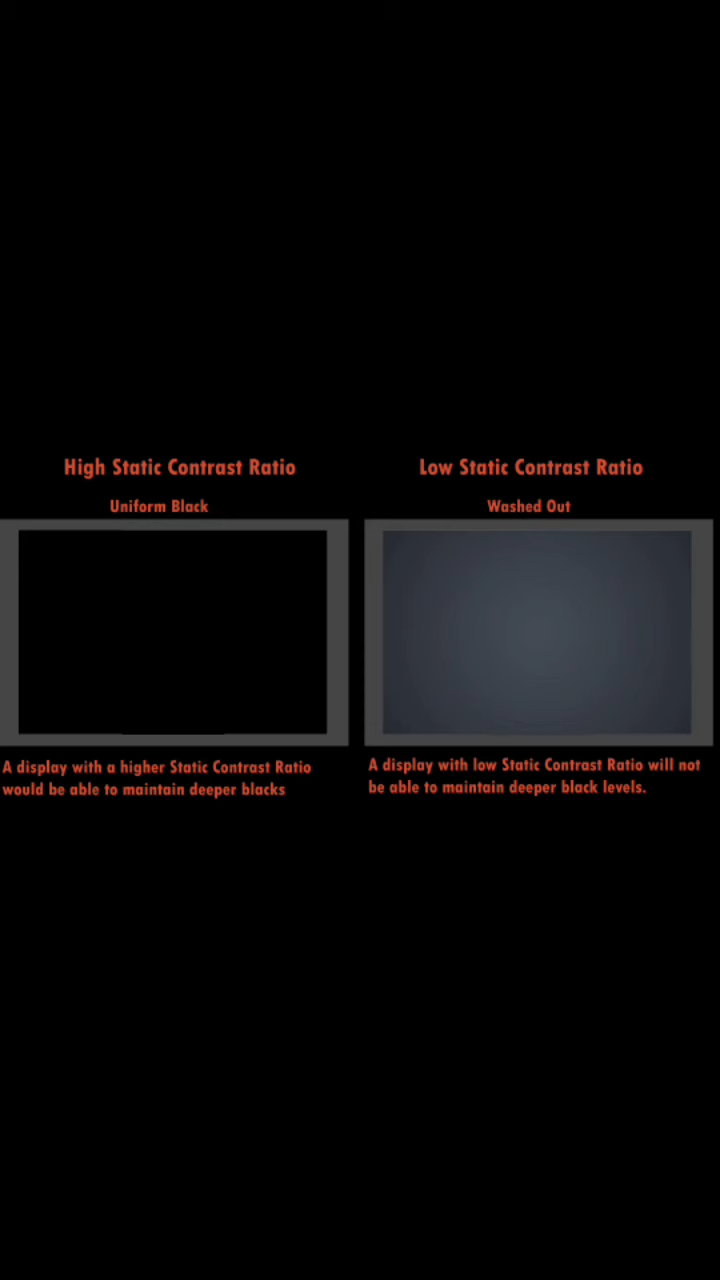 High Static Contrast Ratio
Uniform Black
A display with a higher Static Contrast Ratio
would be able to maintain deeper blacks
Low Static Contrast Ratio
Washed Out
A display with low Static Contrast Ratio will not
be able to maintain deeper black levels.